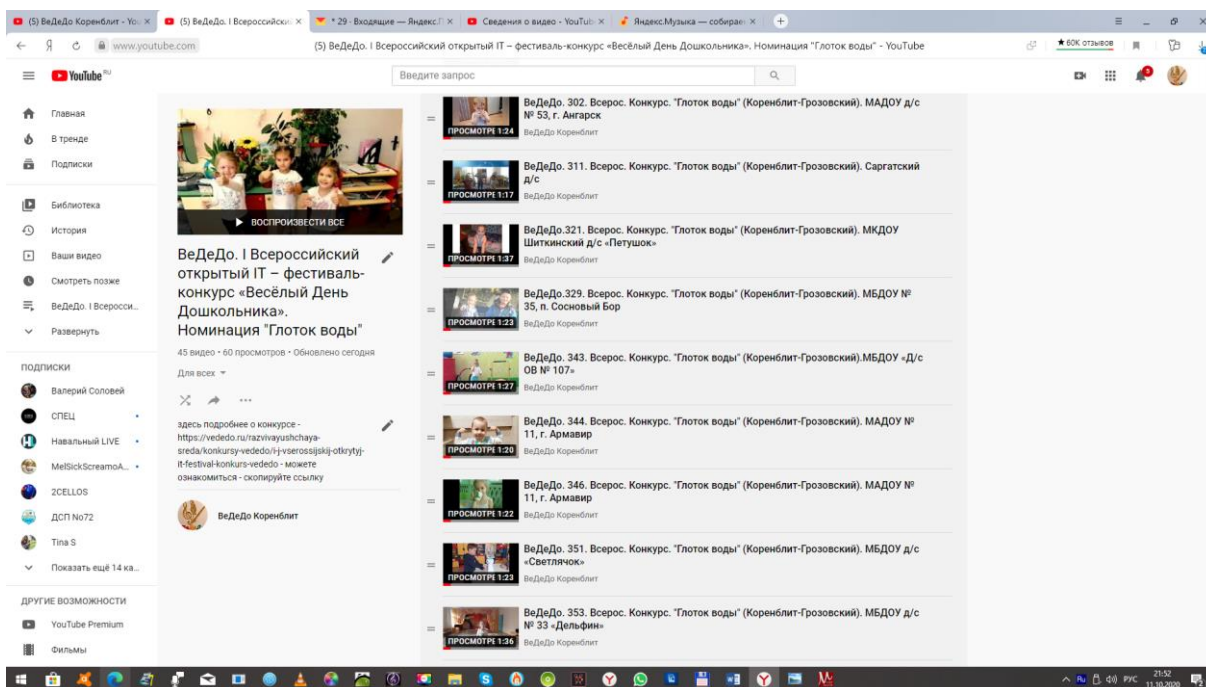 (5) ВеДеДо Коренблит - You
(5) ВеДеДо. I Всероссийски
* 29 - Входящие — Яндекс.П
Сведения о видео - YouTub
Яндекс.Музыка — собирает
www.youtube.com
(5) ВеДеДо. I Всероссийский открытый IT – фестиваль-конкурс «Весёлый День Дошкольника». Номинация "Глоток воды" - YouTube
★ 60K отзывов
YouTube RU
Введите запрос
3
Главная
В тренде
Подписки
Библиотека
История
Ваши видео
Смотреть позже
ВеДеДо. I Всеросси...
Развернуть
ПОДПИСКИ
Валерий Соловей
СПЕЦ
Навальный LIVE
MelSickScreamoA...
2CELLOS
ДСП No72
Tina S
Показать ещё 14 ка...
ДРУГИЕ ВОЗМОЖНОСТИ
YouTube Premium
Фильмы
ВОСПРОИЗВЕСТИ ВСЕ
ВеДеДо. I Всероссийский
открытый IT – фестиваль-
конкурс «Весёлый День
Дошкольника».
Номинация "Глоток воды"
45 видео • 60 просмотров • Обновлено сегодня
Для всех
здесь подробнее о конкурсе -
https://vededo.ru/razvivayushchaya-
sreda/konkursy-vededo/i-j-vserossijskij-otkrytyj-
it-festival-konkurs-vededo - можете
ознакомиться - скопируйте ссылку
ВеДеДо Коренблит
ПРОСМОТРЕ 1:24
ВеДеДо. 302. Всерос. Конкурс. "Глоток воды" (Коренблит-Грозовский). МАДОУ д/с
№ 53, г. Ангарск
ВеДеДо Коренблит
ПРОСМОТРЕ 1:17
ВеДеДо. 311. Всерос. Конкурс. "Глоток воды" (Коренблит-Грозовский). Саргатский
д/с
ВеДеДо Коренблит
ПРОСМОТРЕ 1:37
ВеДеДо.321. Всерос. Конкурс. "Глоток воды" (Коренблит-Грозовский). МКДОУ
Шиткинский д/с «Петушок»
ВеДеДо Коренблит
ПРОСМОТРЕ 1:23
ВеДеДо.329. Всерос. Конкурс. "Глоток воды" (Коренблит-Грозовский). МБДОУ №
35, п. Сосновый Бор
ВеДеДо Коренблит
ПРОСМОТРЕ 1:27
ВеДеДо. 343. Всерос. Конкурс. "Глоток воды" (Коренблит-Грозовский).МБДОУ «Д/с
ОВ № 107»
ВеДеДо Коренблит
ПРОСМОТРЕ 1:20
ВеДеДо. 344. Всерос. Конкурс. "Глоток воды" (Коренблит-Грозовский). МАДОУ №
11, г. Армавир
ВеДеДо Коренблит
ПРОСМОТРЕ 1:22
ВеДеДо. 346. Всерос. Конкурс. "Глоток воды" (Коренблит-Грозовский). МАДОУ №
11, г. Армавир
ВеДеДо Коренблит
ПРОСМОТРЕ 1:23
ВеДеДо. 351. Всерос. Конкурс. "Глоток воды" (Коренблит-Грозовский). МБДОУ д/с
«Светлячок»
ВеДеДо Коренблит
ПРОСМОТРЕ 1:36
ВеДеДо. 353. Всерос. Конкурс. "Глоток воды" (Коренблит-Грозовский). МБДОУ д/с
№ 33 «Дельфин»
ВеДеДо Коренблит
Ru
РУС
21:52
11.10.2020